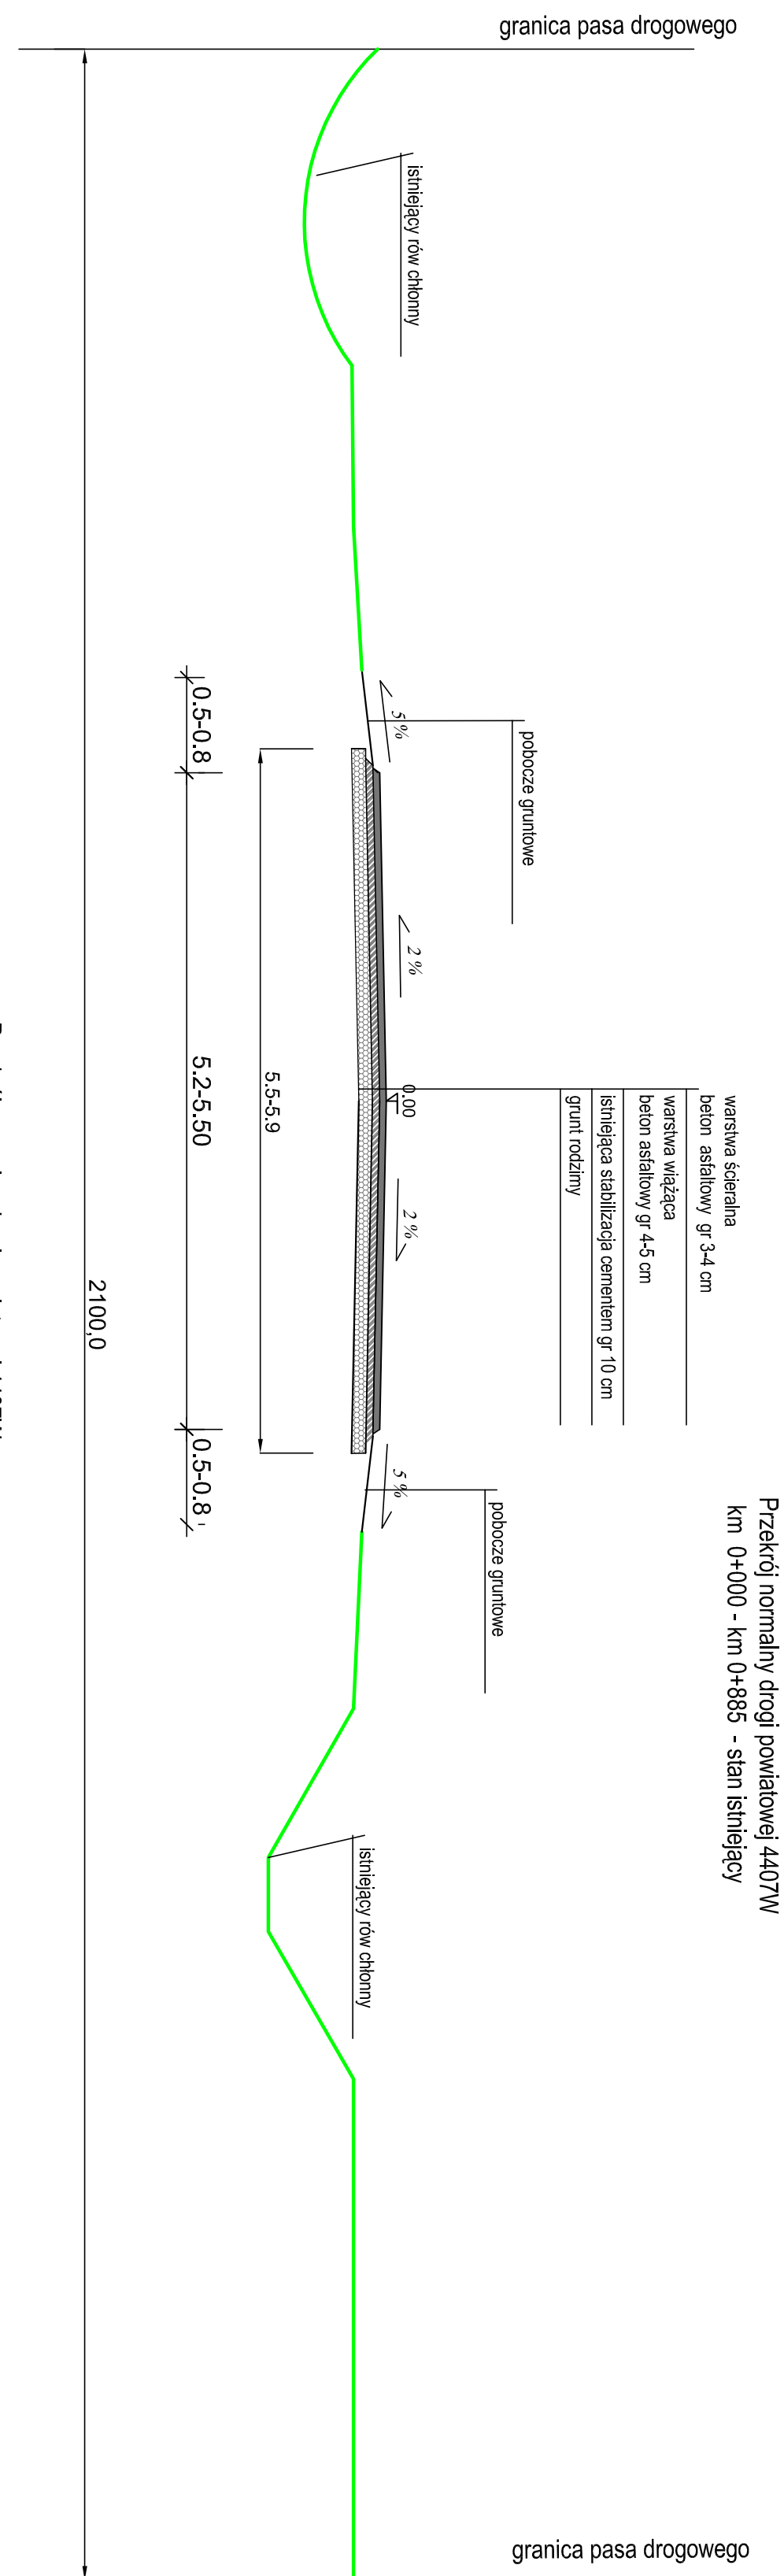 granica pasa drogowego
Przekrój normalny drogi powiatowej 4407W
km 0+000 - km 0+885 - stan istniejący
warstwa ścieralna
beton asfaltowy gr 3-4 cm
warstwa wiążąca
beton asfaltowy gr 4-5 cm
istniejąca stabilizacja cementem gr 10 cm
grunt rodzimy
istniejący rów chłonny
pobocze gruntowe
5 %
2 %
0.00
2 %
5 %
pobocze gruntowe
istniejący rów chłonny
5.5-5.9
0.5-0.8
5.2-5.50
0.5-0.8
2100,0
granica pasa drogowego